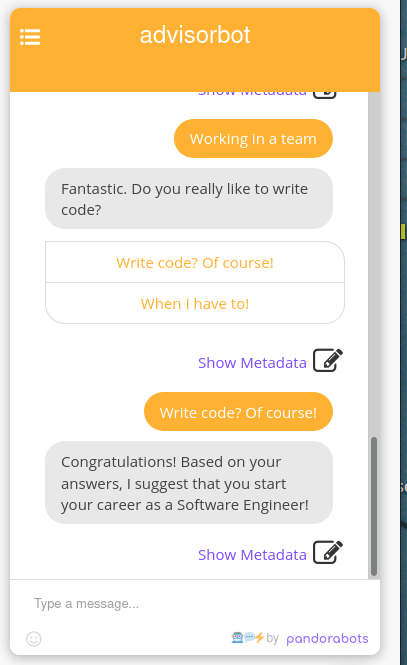 advisorbot
Show Metadata
Working in a team
Fantastic. Do you really like to write
code?
Write code? Of course!
When I have to!
Show Metadata
Write code? Of course!
Congratulations! Based on your
answers, I suggest that you start
your career as a Software Engineer!
Show Metadata
Type a message...
by pandorabots